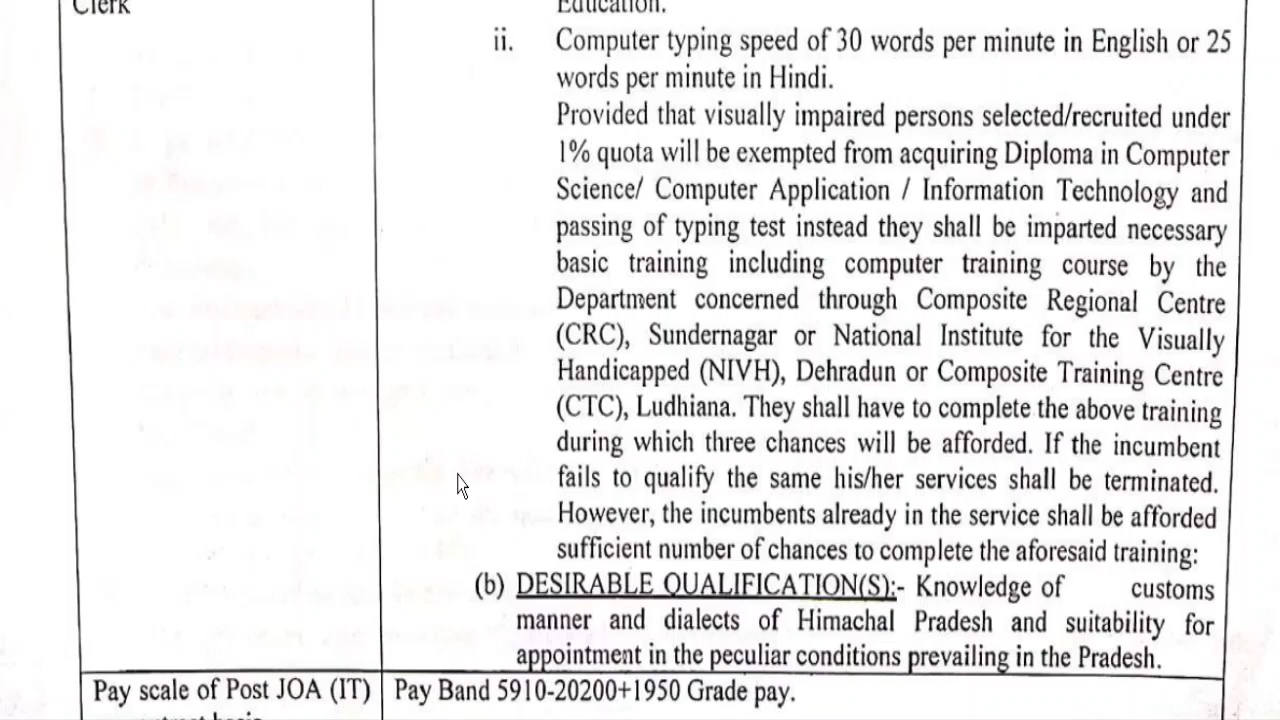 Clerk
Education.
ii. Computer typing speed of 30 words per minute in English or 25
words per minute in Hindi.
Provided that visually impaired persons selected/recruited under
1% quota will be exempted from acquiring Diploma in Computer
Science/ Computer Application / Information Technology and
passing of typing test instead they shall be imparted necessary
basic training including computer training course by the
Department concerned through Composite Regional Centre
(CRC), Sundernagar or National Institute for the Visually
Handicapped (NIVH), Dehradun or Composite Training Centre
(CTC), Ludhiana. They shall have to complete the above training
during which three chances will be afforded. If the incumbent
fails to qualify the same his/her services shall be terminated.
However, the incumbents already in the service shall be afforded
sufficient number of chances to complete the aforesaid training:
(b) DESIRABLE QUALIFICATION(S):- Knowledge of customs
manner and dialects of Himachal Pradesh and suitability for
appointment in the peculiar conditions prevailing in the Pradesh.
Pay scale of Post JOA (IT)
Pay Band 5910-20200+1950 Grade pay.
basis